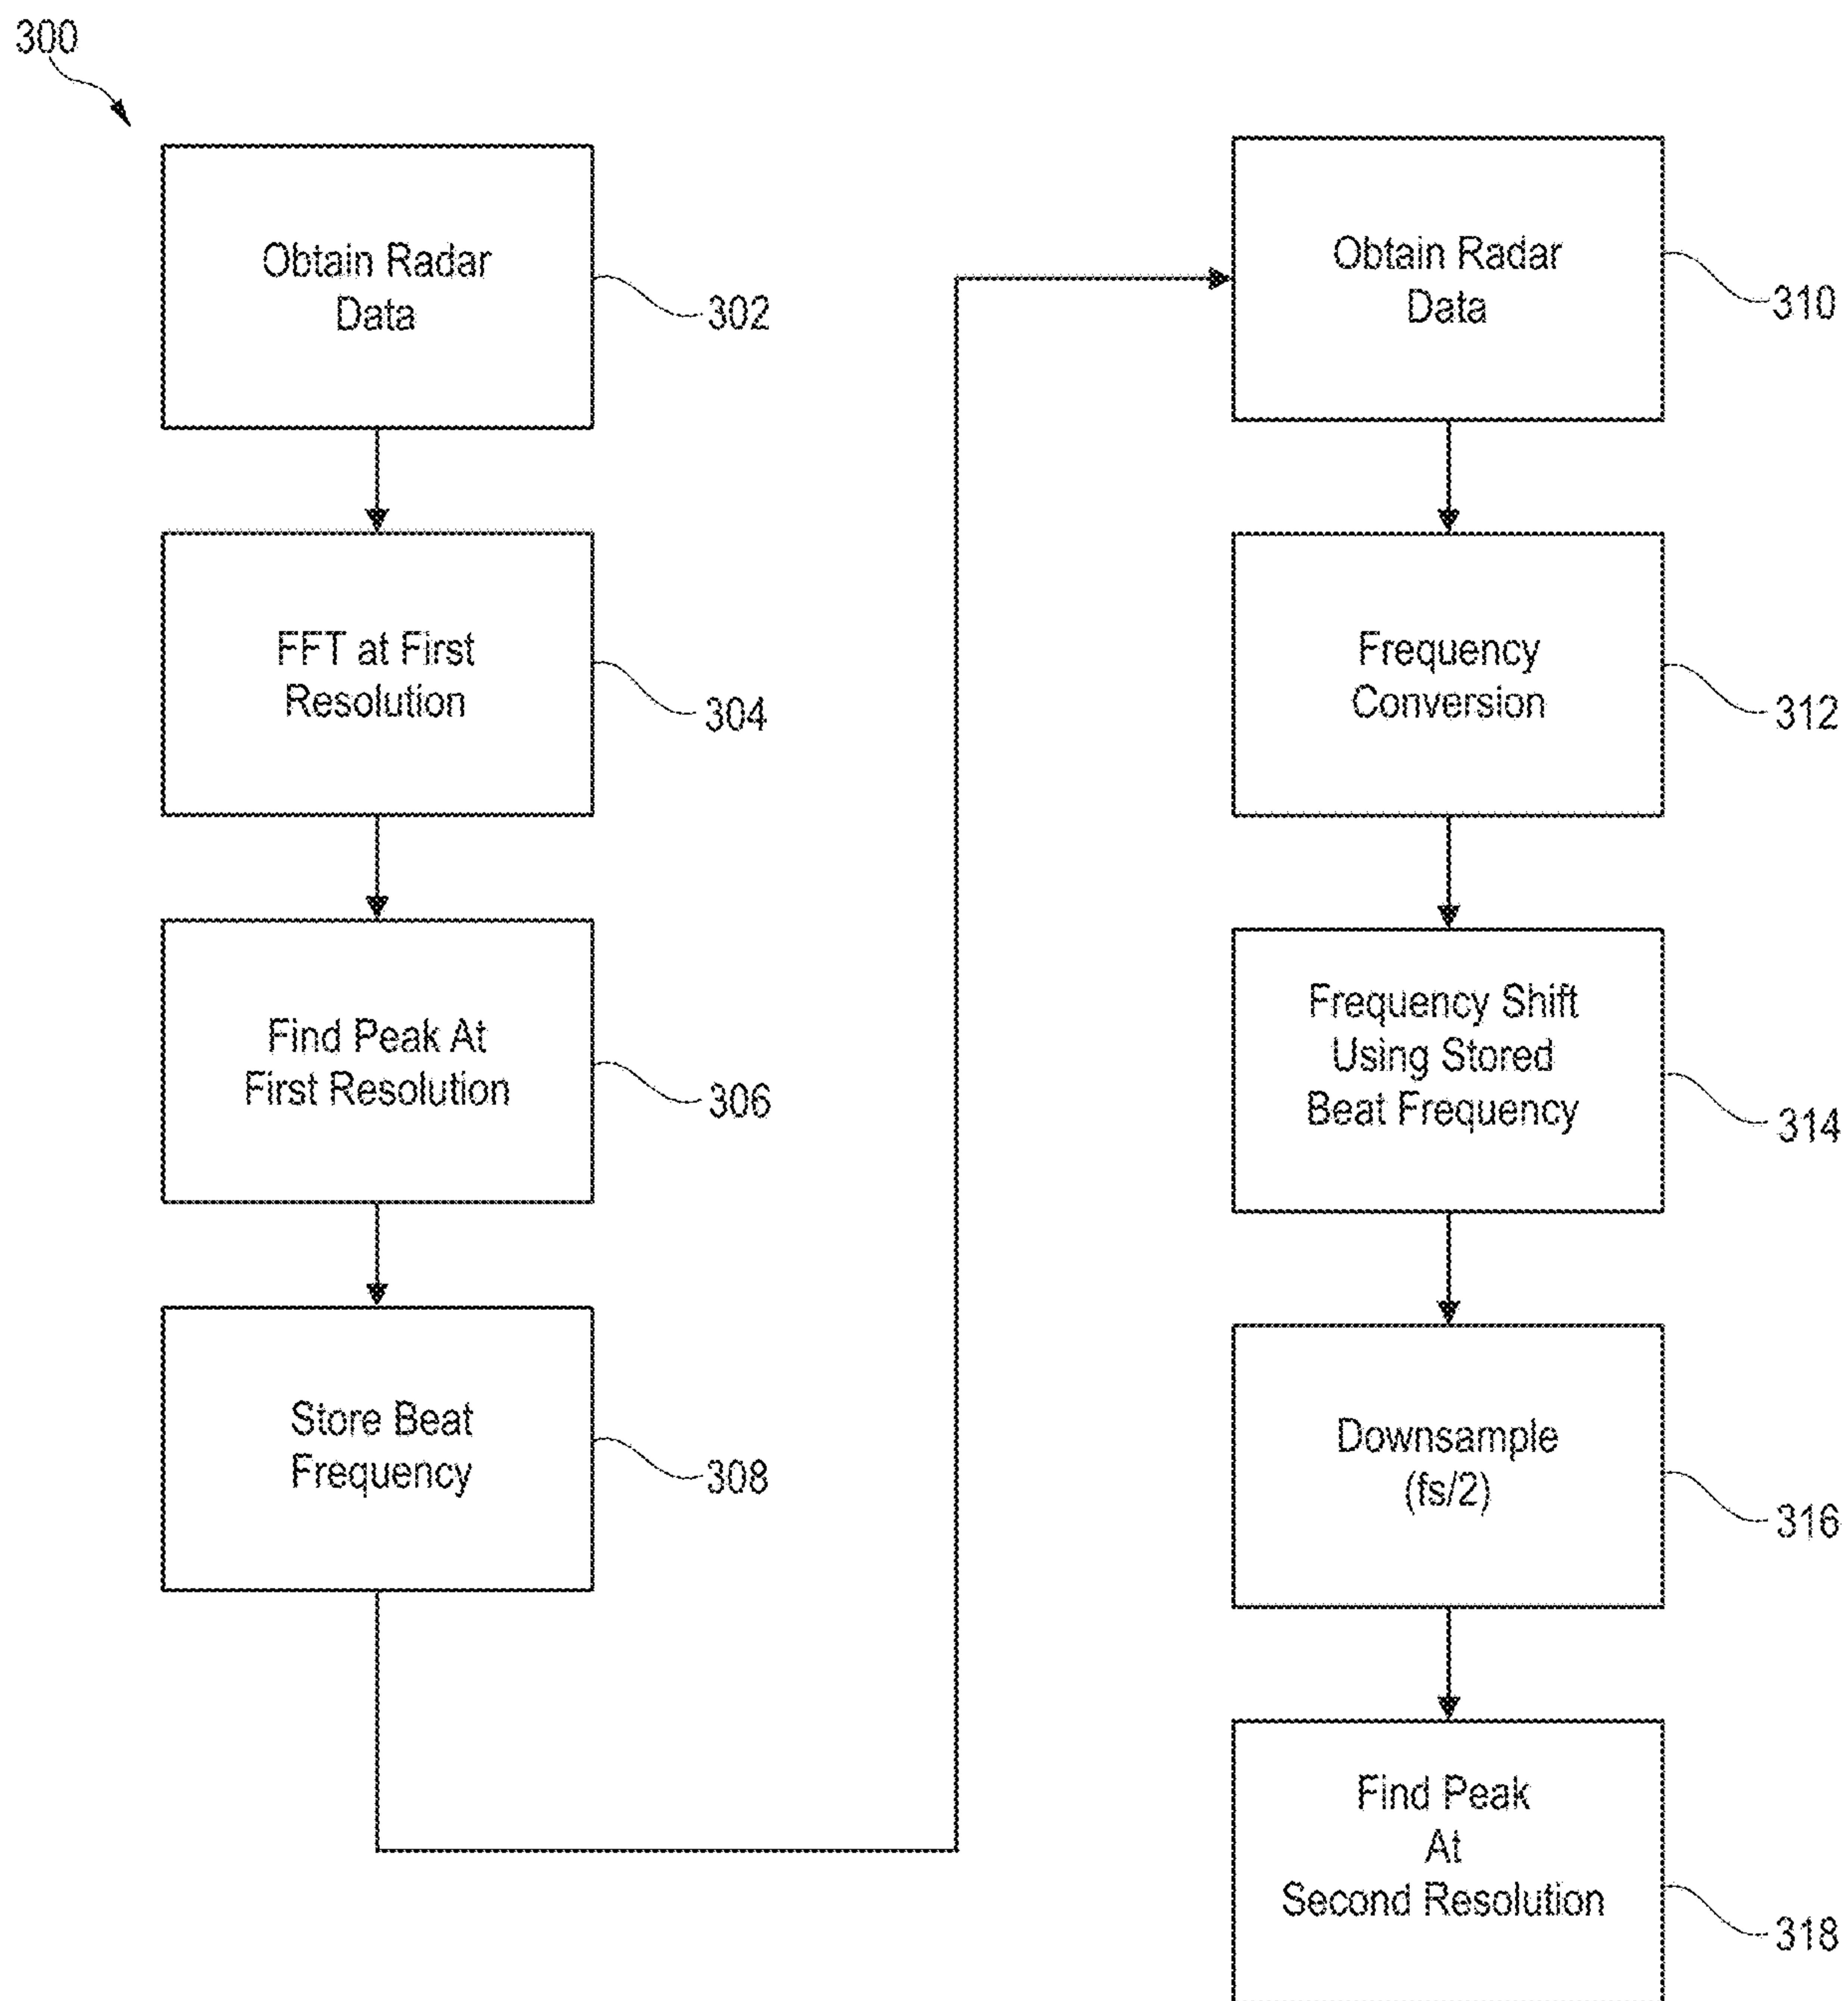 300
Obtain Radar
Data
302
FFT at First
Resolution
304
Find Peak At
First Resolution
306
Store Beat
Frequency
308
Obtain Radar
Data
310
Frequency
Conversion
312
Frequency Shift
Using Stored
Beat Frequency
314
Downsample
(fs/2)
316
Find Peak
At
Second Resolution
318